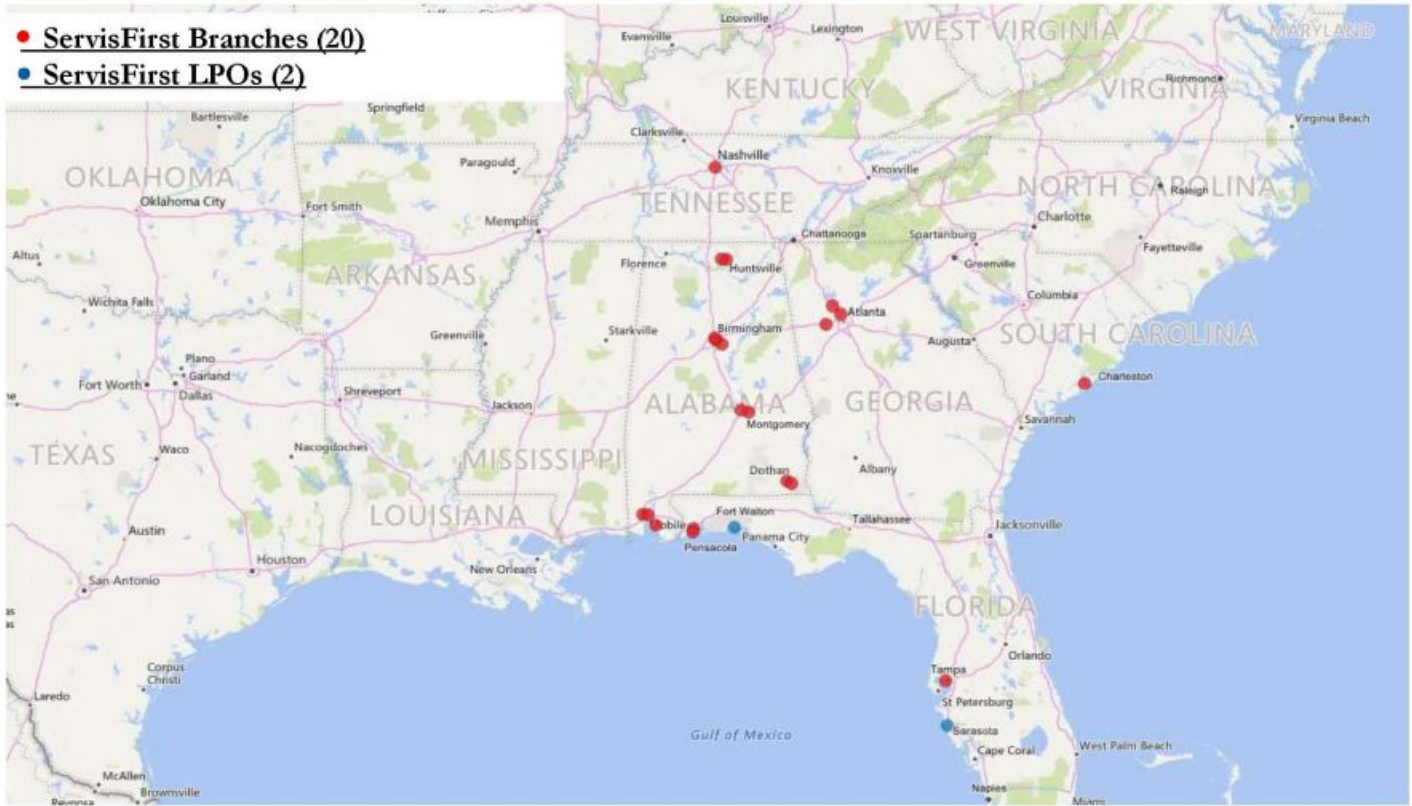 ServisFirst Branches (20)
ServisFirst LPOs (2)
Louisville
Lexington
WEST VIRGINIA
MARYLAND
Evansville
KENTUCKY
VIRGINIA
Richmond
Springfield
Bartlesville
Clarksville
Virginia Beach
Nashville
Paragould
Knoxville
OKLAHOMA
NORTH CAROLINA
Raleigh
Oklahoma City
Fort Smith
TENNESSEE
Memphis
Charlotte
Chattanooga
Spartanburg
Fayetteville
Altus
Florence
Huntsville
Greenville
ARKANSAS
Wichita Falls
Columbia
Atlanta
Starkville
Birmingham
Greenville
Augusta
SOUTH CAROLINA
Plano
Garland
Fort Worth
Dallas
Charleston
Shreveport
Jackson
ALABAMA
GEORGIA
Savannah
Montgomery
Waco
Nacogdoches
TEXAS
MISSISSIPPI
Dothan
Albany
LOUISIANA
Fort Walton
Tallahassee
Jacksonville
Austin
obile
Panama City
Pensacola
Houston
New Orleans
San Antonio
FLORIDA
Orlando
Corpus
Christi
Tampa
St Petersburg
Laredo
Gulf of Mexico
Sarasota
Cape Coral
West Palm Beach
McAllen
Brownsville
Naples
Miami